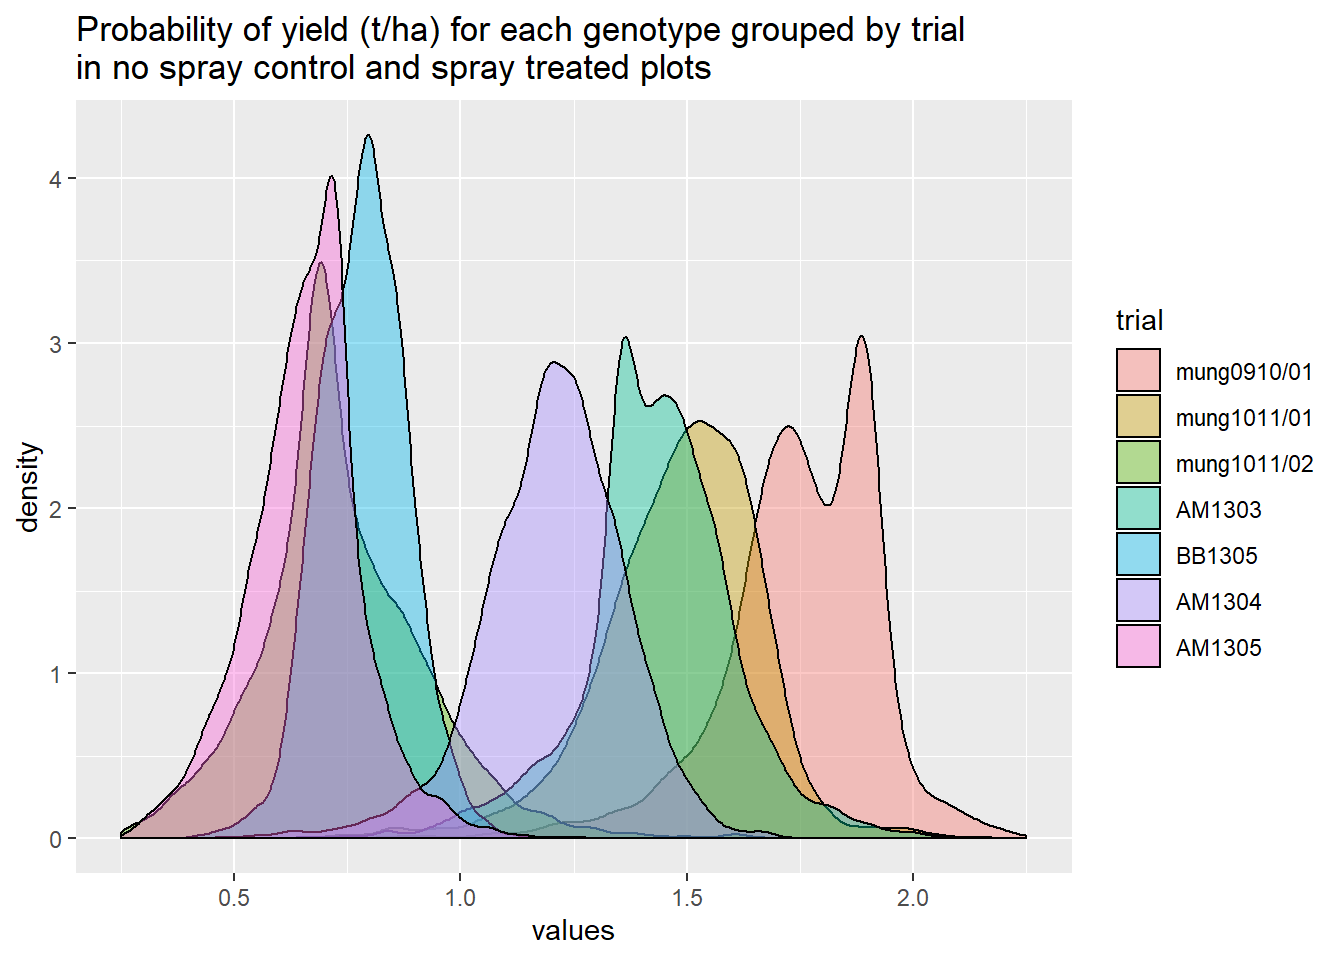 Probability of yield (t/ha) for each genotype grouped by trial
in no spray control and spray treated plots
density
4
3
2
1
0
0.5
1.0
1.5
2.0
values
trial
mung0910/01
mung1011/01
mung1011/02
AM1303
BB1305
AM1304
AM1305